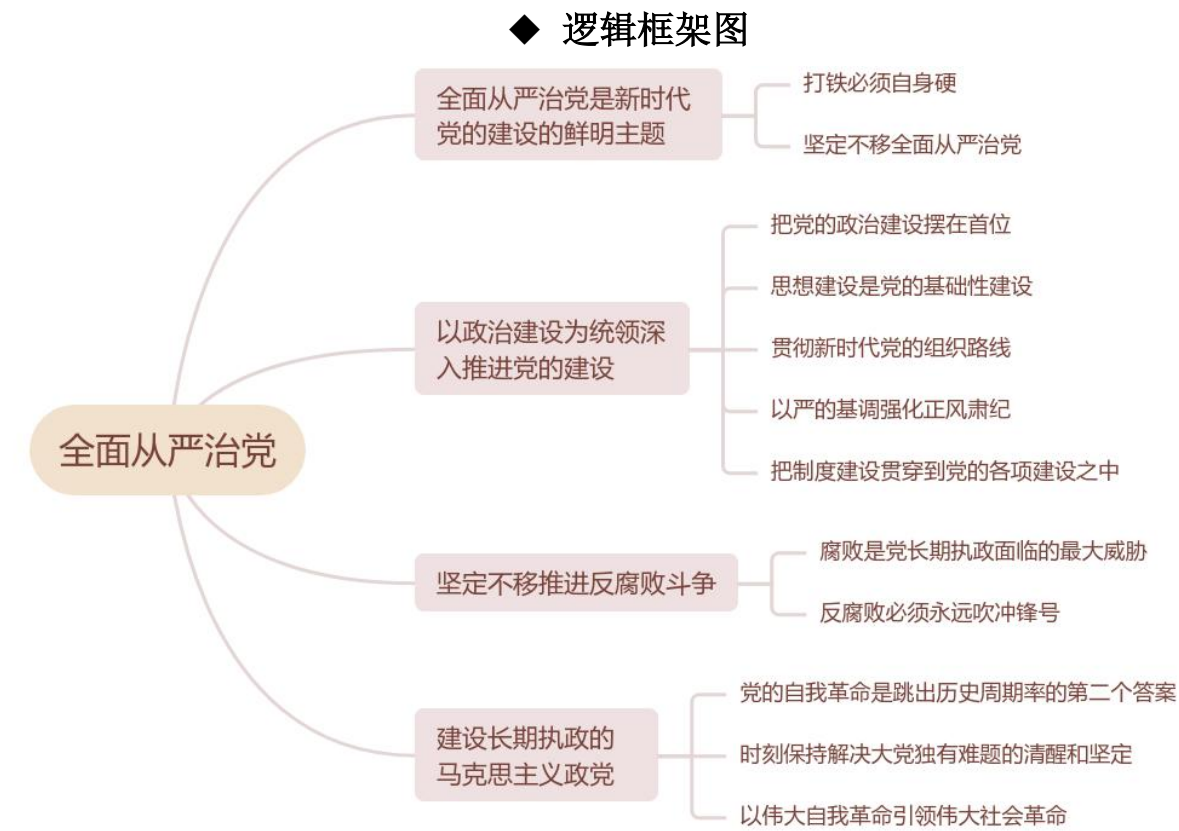 ◆ 逻辑框架图
全面从严治党
全面从严治党是新时代
党的建设的鲜明主题
打铁必须自身硬
坚定不移全面从严治党
以政治建设为统领深
入推进党的建设
把党的政治建设摆在首位
思想建设是党的基础性建设
贯彻新时代党的组织路线
以严的基调强化正风肃纪
把制度建设贯穿到党的各项建设之中
坚定不移推进反腐败斗争
腐败是党长期执政面临的最大威胁
反腐败必须永远吹冲锋号
建设长期执政的
马克思主义政党
党的自我革命是跳出历史周期率的第二个答案
时刻保持解决大党独有难题的清醒和坚定
以伟大自我革命引领伟大社会革命